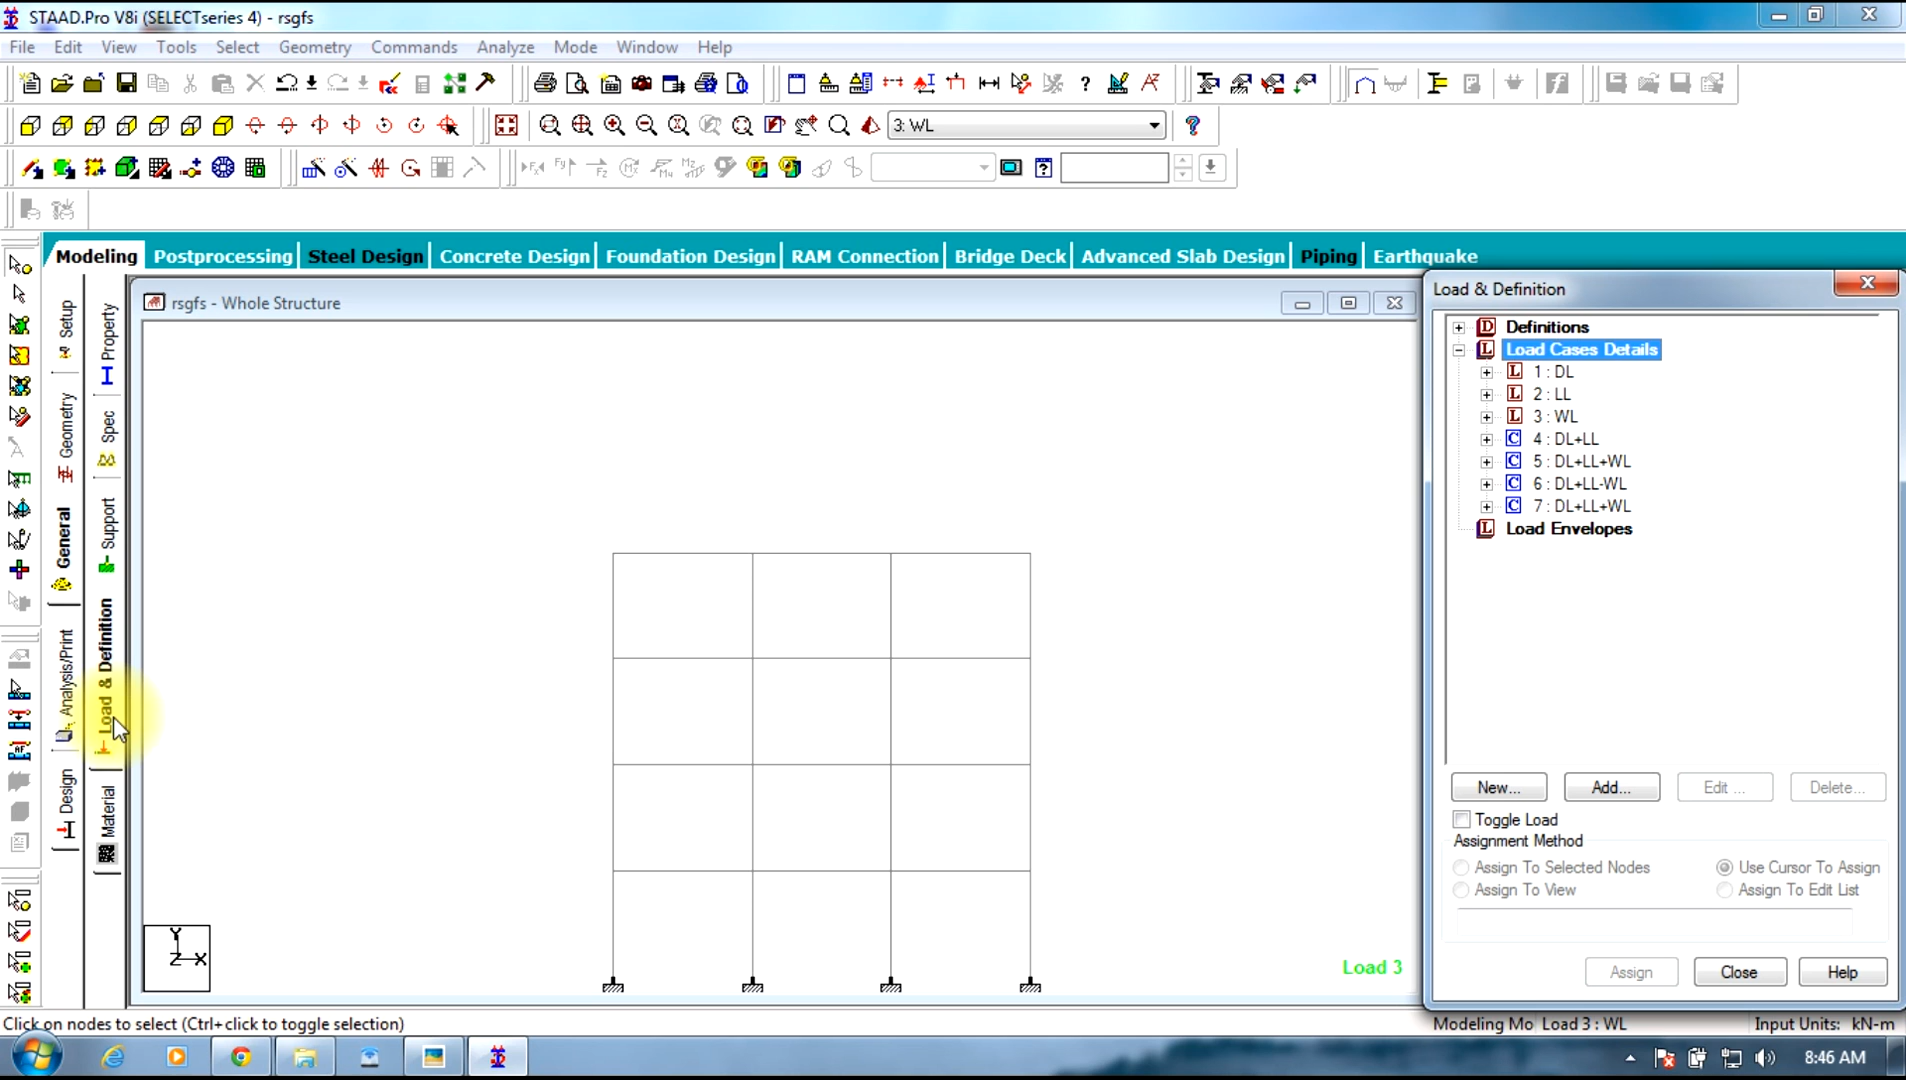 STAAD.Pro V8i (SELECTseries 4) - rsgfs
File Edit View Tools Select Geometry Commands Analyze Mode Window Help
3: WL
Modeling Postprocessing Steel Design Concrete Design Foundation Design RAM Connection Bridge Deck Advanced Slab Design Piping Earthquake
Setup
Geometry
General
Analysis/Print
Design
Property
Spec
Support
Load & Definition
Material
rsgfs - Whole Structure
Y
Z X
Load 3
Load & Definition
Definitions
Load Cases Details
1 : DL
2 : LL
3 : WL
4 : DL+LL
5 : DL+LL+WL
6 : DL+LL-WL
7 : DL+LL+WL
Load Envelopes
New... Add... Edit ... Delete...
Toggle Load
Assignment Method
Assign To Selected Nodes Use Cursor To Assign
Assign To View Assign To Edit List
Assign Close Help
Click on nodes to select (Ctrl+click to toggle selection) Modeling Mo Load 3 : WL Input Units: kN-m
8:46 AM